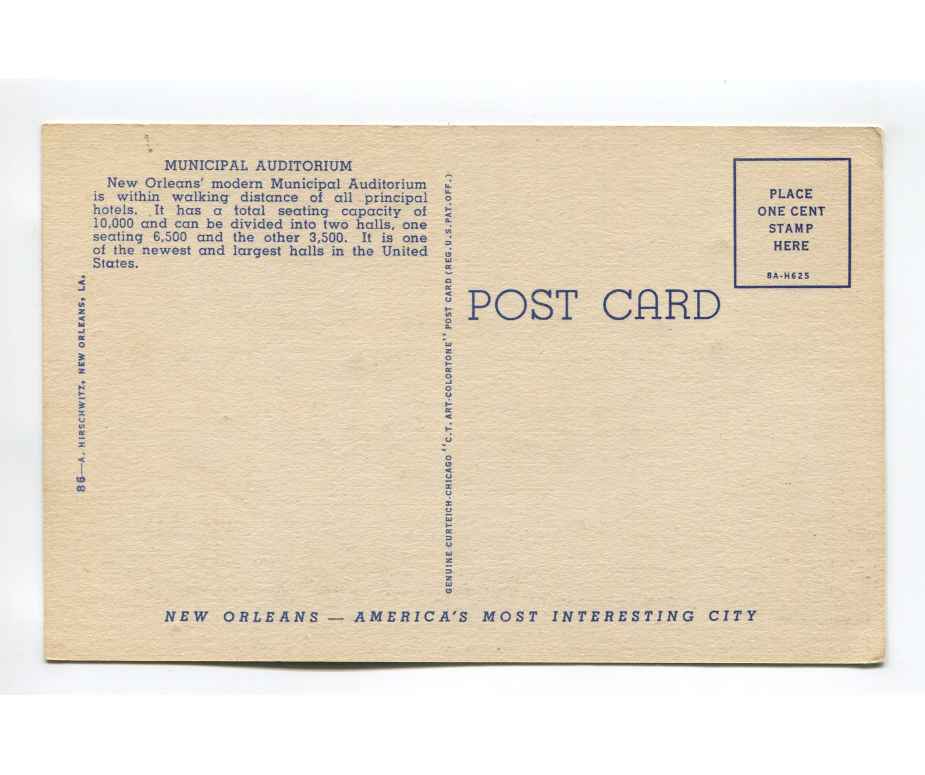 MUNICIPAL AUDITORIUM
New Orleans' modern Municipal Auditorium
is within walking distance of all principal
hotels. It has a total seating capacity of
10,000 and can be divided into two halls, one
seating 6,500 and the other 3,500. It is one
of the newest and largest halls in the United
States.
86—A. HIRSCHWITZ, NEW ORLEANS, LA.
GENUINE CURTEICH-CHICAGO "C.T. ART-COLORTONE" POST CARD (REG. U.S. PAT. OFF.)
POST CARD
PLACE
ONE CENT
STAMP
HERE
8A-H625
NEW ORLEANS — AMERICA'S MOST INTERESTING CITY